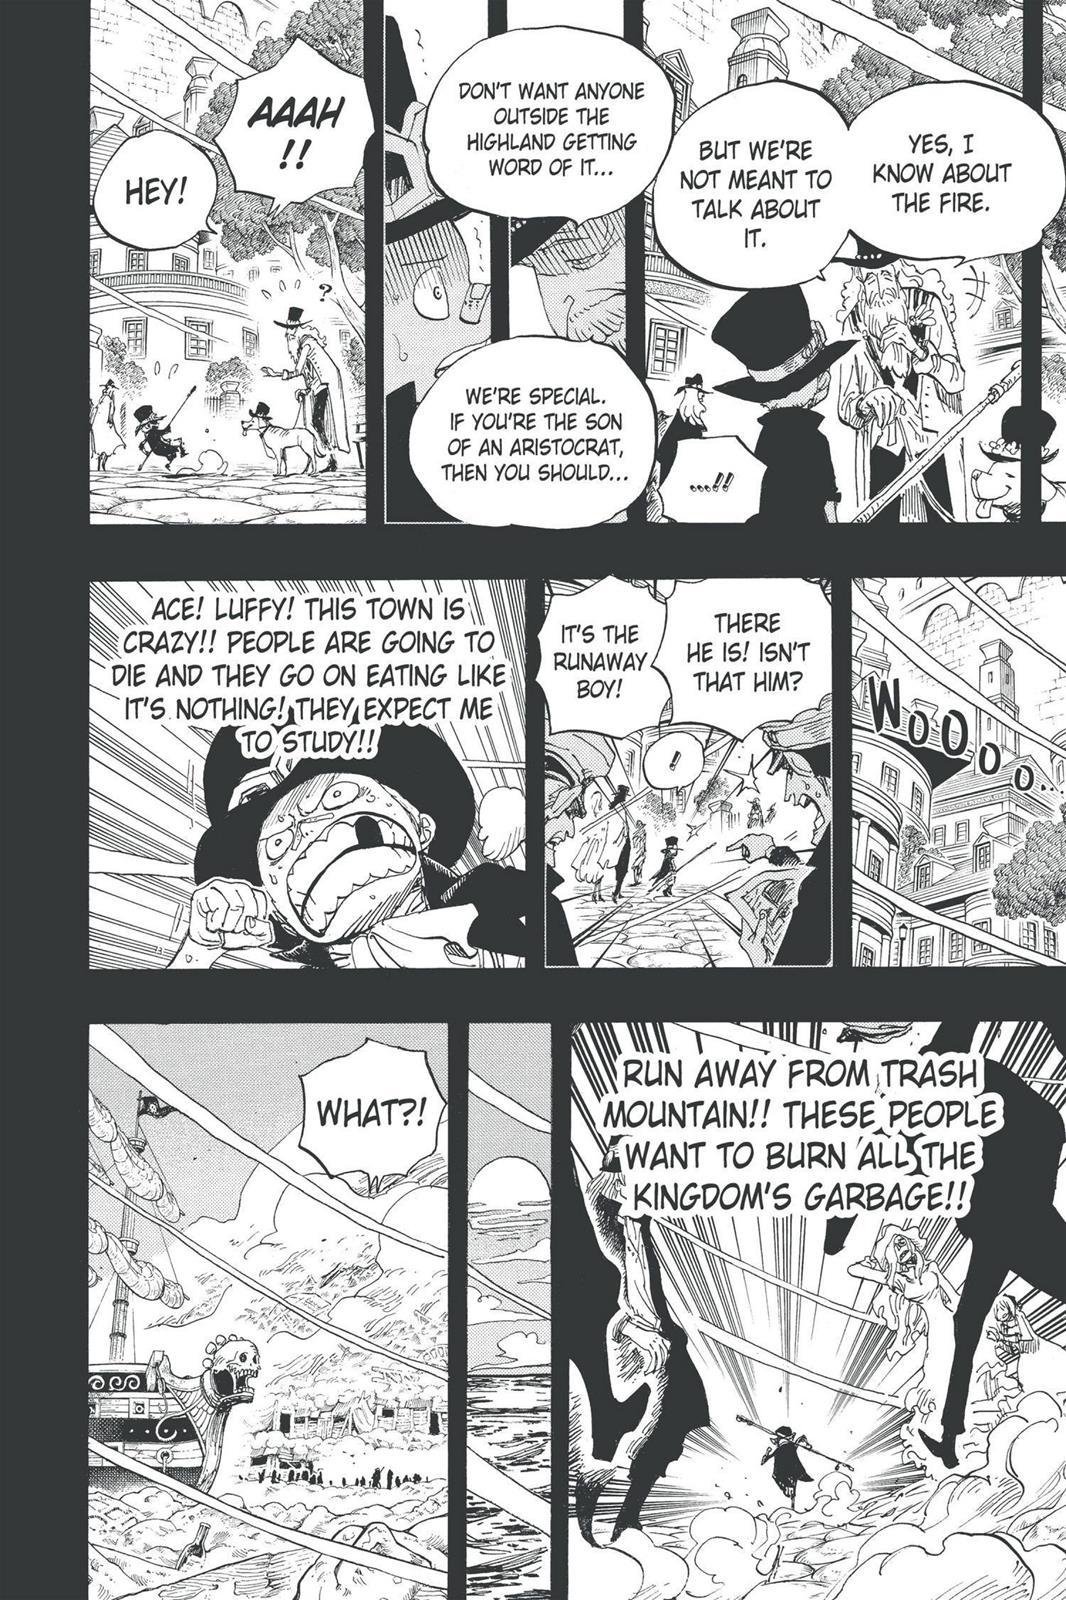 YES, I
KNOW ABOUT
THE FIRE.
BUT WE'RE
NOT MEANT TO
TALK ABOUT
IT.
...!!
DON'T WANT ANYONE
OUTSIDE THE
HIGHLAND GETTING
WORD OF IT...
WE'RE SPECIAL.
IF YOU'RE THE SON
OF AN ARISTOCRAT,
THEN YOU SHOULD...
AAAH
!!
HEY!
?
WOOO
O...
THERE
HE IS! ISN'T
THAT HIM?
IT'S THE
RUNAWAY
BOY!
!
ACE! LUFFY! THIS TOWN IS
CRAZY!! PEOPLE ARE GOING TO
DIE AND THEY GO ON EATING LIKE
IT'S NOTHING! THEY EXPECT ME
TO STUDY!!
RUN AWAY FROM TRASH
MOUNTAIN!! THESE PEOPLE
WANT TO BURN ALL THE
KINGDOM'S GARBAGE!!
WHAT?!